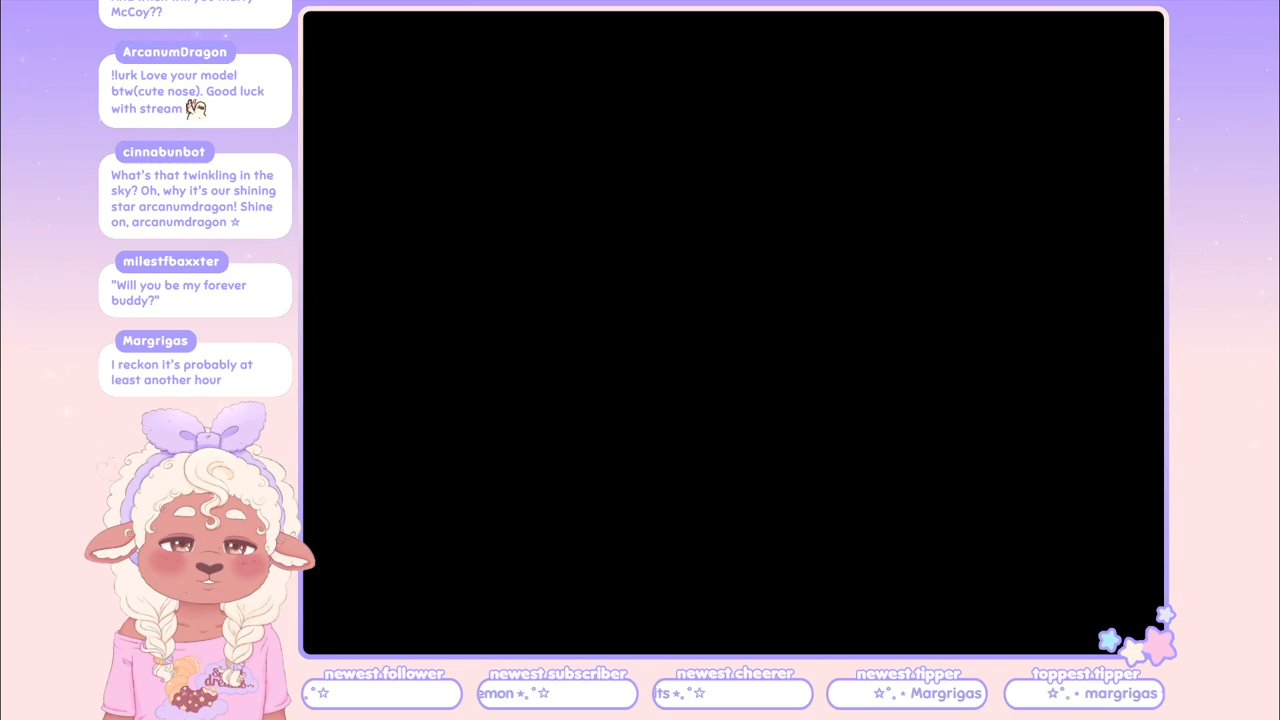 McCoy??
ArcanumDragon
!lurk Love your model
btw(cute nose). Good luck
with stream
cinnabunbot
What's that twinkling in the
sky? Oh, why it's our shining
star arcanumdragon! Shine
on, arcanumdragon ☆
milestfbaxxter
"Will you be my forever
buddy?"
Margrigas
I reckon it's probably at
least another hour
newest follower
newest subscriber
newest cheerer
newest tipper
toppest tipper
.˚☆
emon ⋆.˚☆
its ⋆.˚☆
☆˚.⋆ Margrigas
☆˚.⋆ margrigas